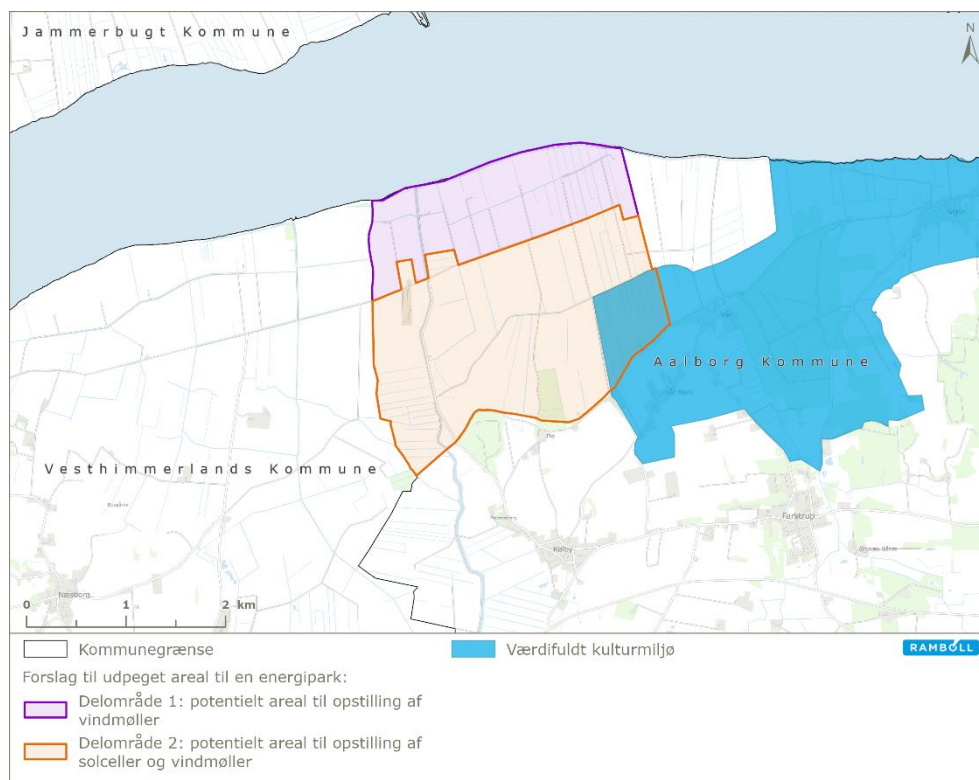 Jammerbugt Kommune
N
Aalborg Kommune
Vesthimmerlands Kommune
Farstrup
Kølby
Næsborg
0 1 2 km
Kommunegrænse
Værdifuldt kulturmiljø
RAMBOLL
Forslag til udpeget areal til en energipark:
Delområde 1: potentielt areal til opstilling af
vindmøller
Delområde 2: potentielt areal til opstilling af
solceller og vindmøller